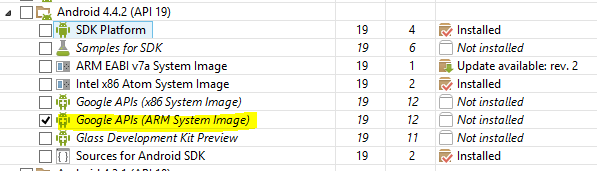 Android 4.4.2 (API 19)
SDK Platform 19 4 Installed
Samples for SDK 19 6 Not installed
ARM EABI v7a System Image 19 1 Update available: rev. 2
Intel x86 Atom System Image 19 2 Installed
Google APIs (x86 System Image) 19 12 Not installed
Google APIs (ARM System Image) 19 12 Not installed
Glass Development Kit Preview 19 11 Not installed
Sources for Android SDK 19 2 Installed